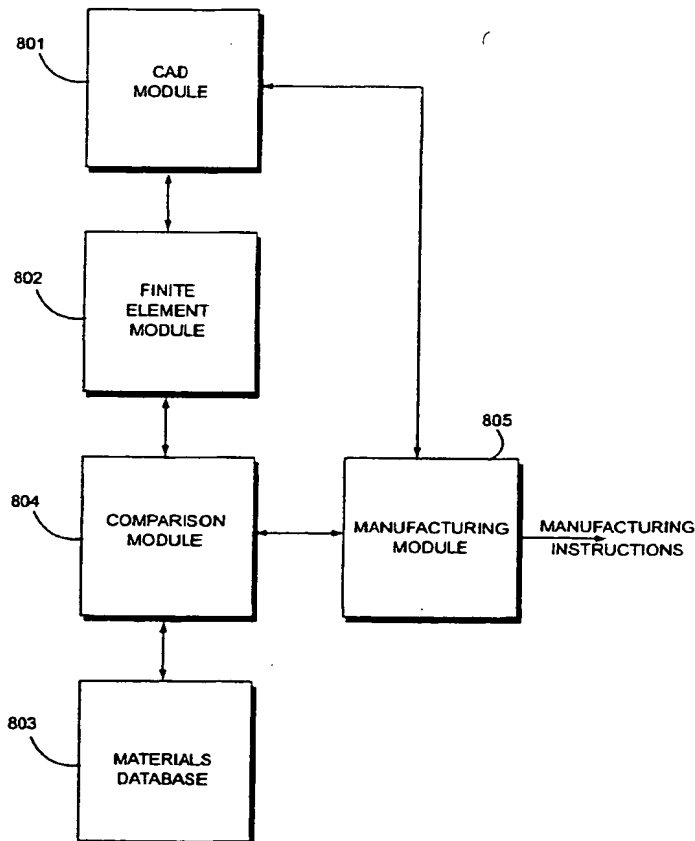 801
CAD
MODULE
802
FINITE
ELEMENT
MODULE
805
804
COMPARISON
MODULE
MANUFACTURING
MODULE
MANUFACTURING
INSTRUCTIONS
803
MATERIALS
DATABASE